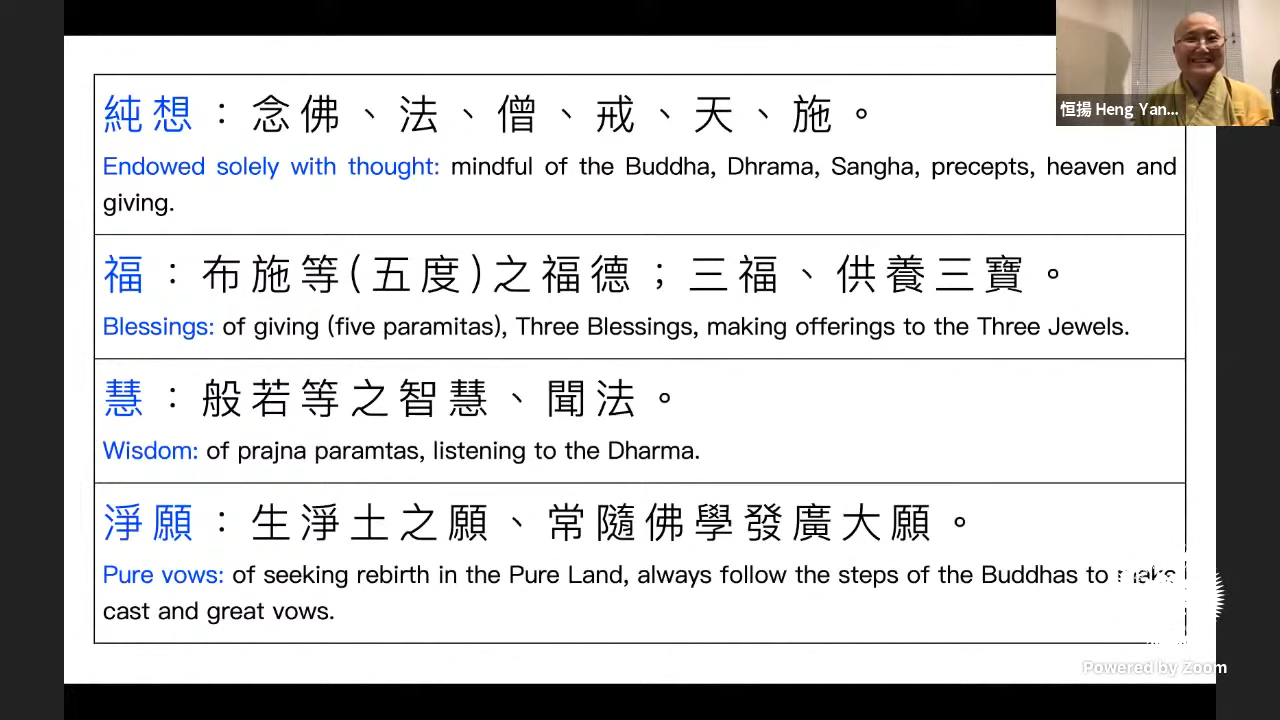 純想：念佛、法、僧、戒、天、施。
Endowed solely with thought: mindful of the Buddha, Dhrama, Sangha, precepts, heaven and
giving.
福：布施等(五度)之福德；三福、供養三寶。
Blessings: of giving (five paramitas), Three Blessings, making offerings to the Three Jewels.
慧：般若等之智慧、聞法。
Wisdom: of prajna paramtas, listening to the Dharma.
淨願：生淨土之願、常隨佛學發廣大願。
Pure vows: of seeking rebirth in the Pure Land, always follow the steps of the Buddhas to
cast and great vows.
恒揚 Heng Yan...
Powered by Zoom